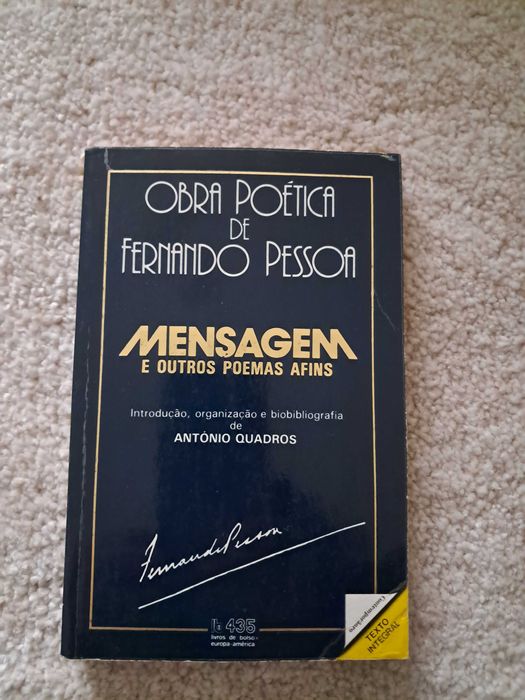 OBRA POÉTICA
DE
FERNANDO PESSOA
MENSAGEM
E OUTROS POEMAS AFINS
Introdução, organização e biobibliografia
de
ANTÓNIO QUADROS
Fernando Pessoa
435
livros de bolso
europa-américa
Contemporânea
TEXTO
INTEGRAL